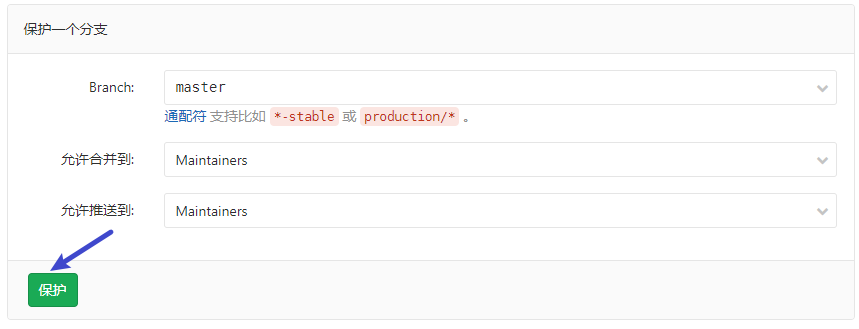 保护一个分支
Branch: master
通配符 支持比如 *-stable 或 production/* 。
允许合并到: Maintainers
允许推送到: Maintainers
保护